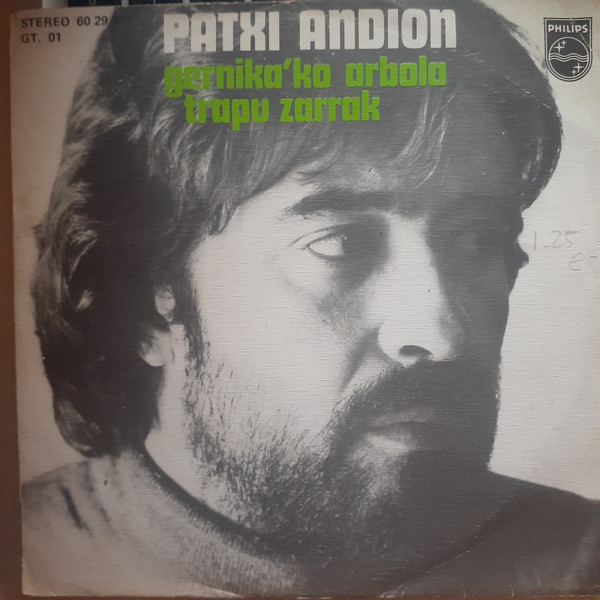 STEREO 60 29
GT. 01
PATXI ANDION
gernika'ko arbola
trapu zarrak
PHILIPS
1.25
E